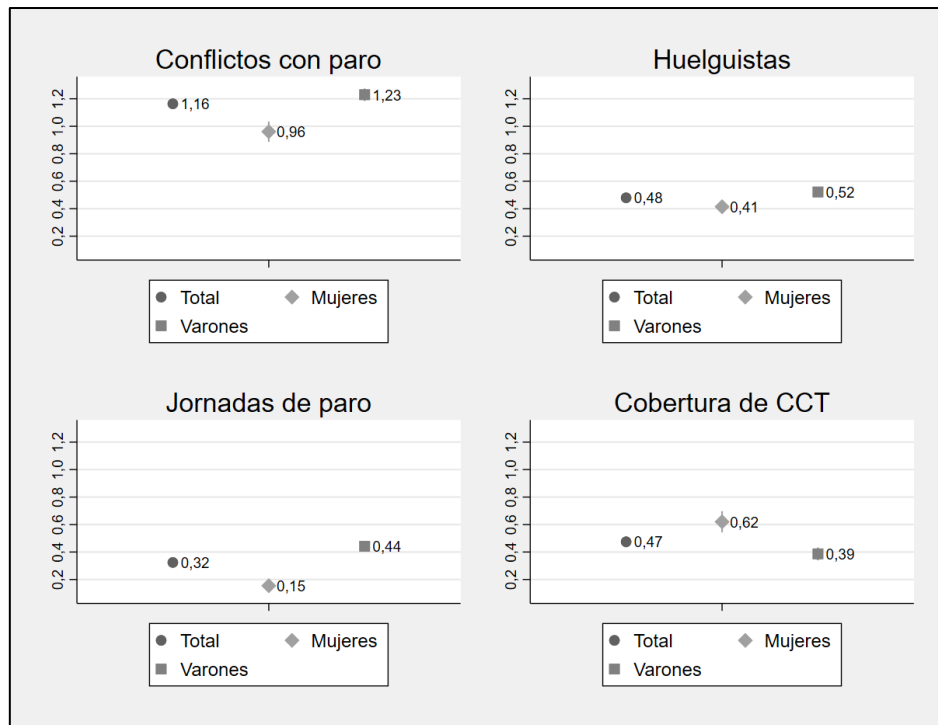 Conflictos con paro
1,2
1,0
0,8
0,6
0,4
0,2
1,16
0,96
1,23
Total
Mujeres
Varones
Huelguistas
1,2
1,0
0,8
0,6
0,4
0,2
0,48
0,41
0,52
Total
Mujeres
Varones
Jornadas de paro
1,2
1,0
0,8
0,6
0,4
0,2
0,32
0,15
0,44
Total
Mujeres
Varones
Cobertura de CCT
1,2
1,0
0,8
0,6
0,4
0,2
0,47
0,62
0,39
Total
Mujeres
Varones